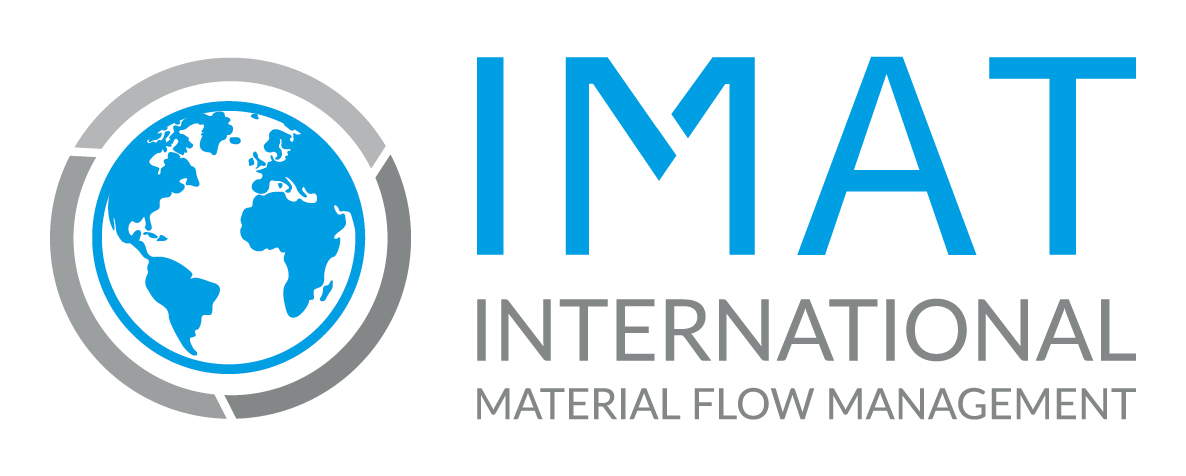 IMAT
INTERNATIONAL
MATERIAL FLOW MANAGEMENT